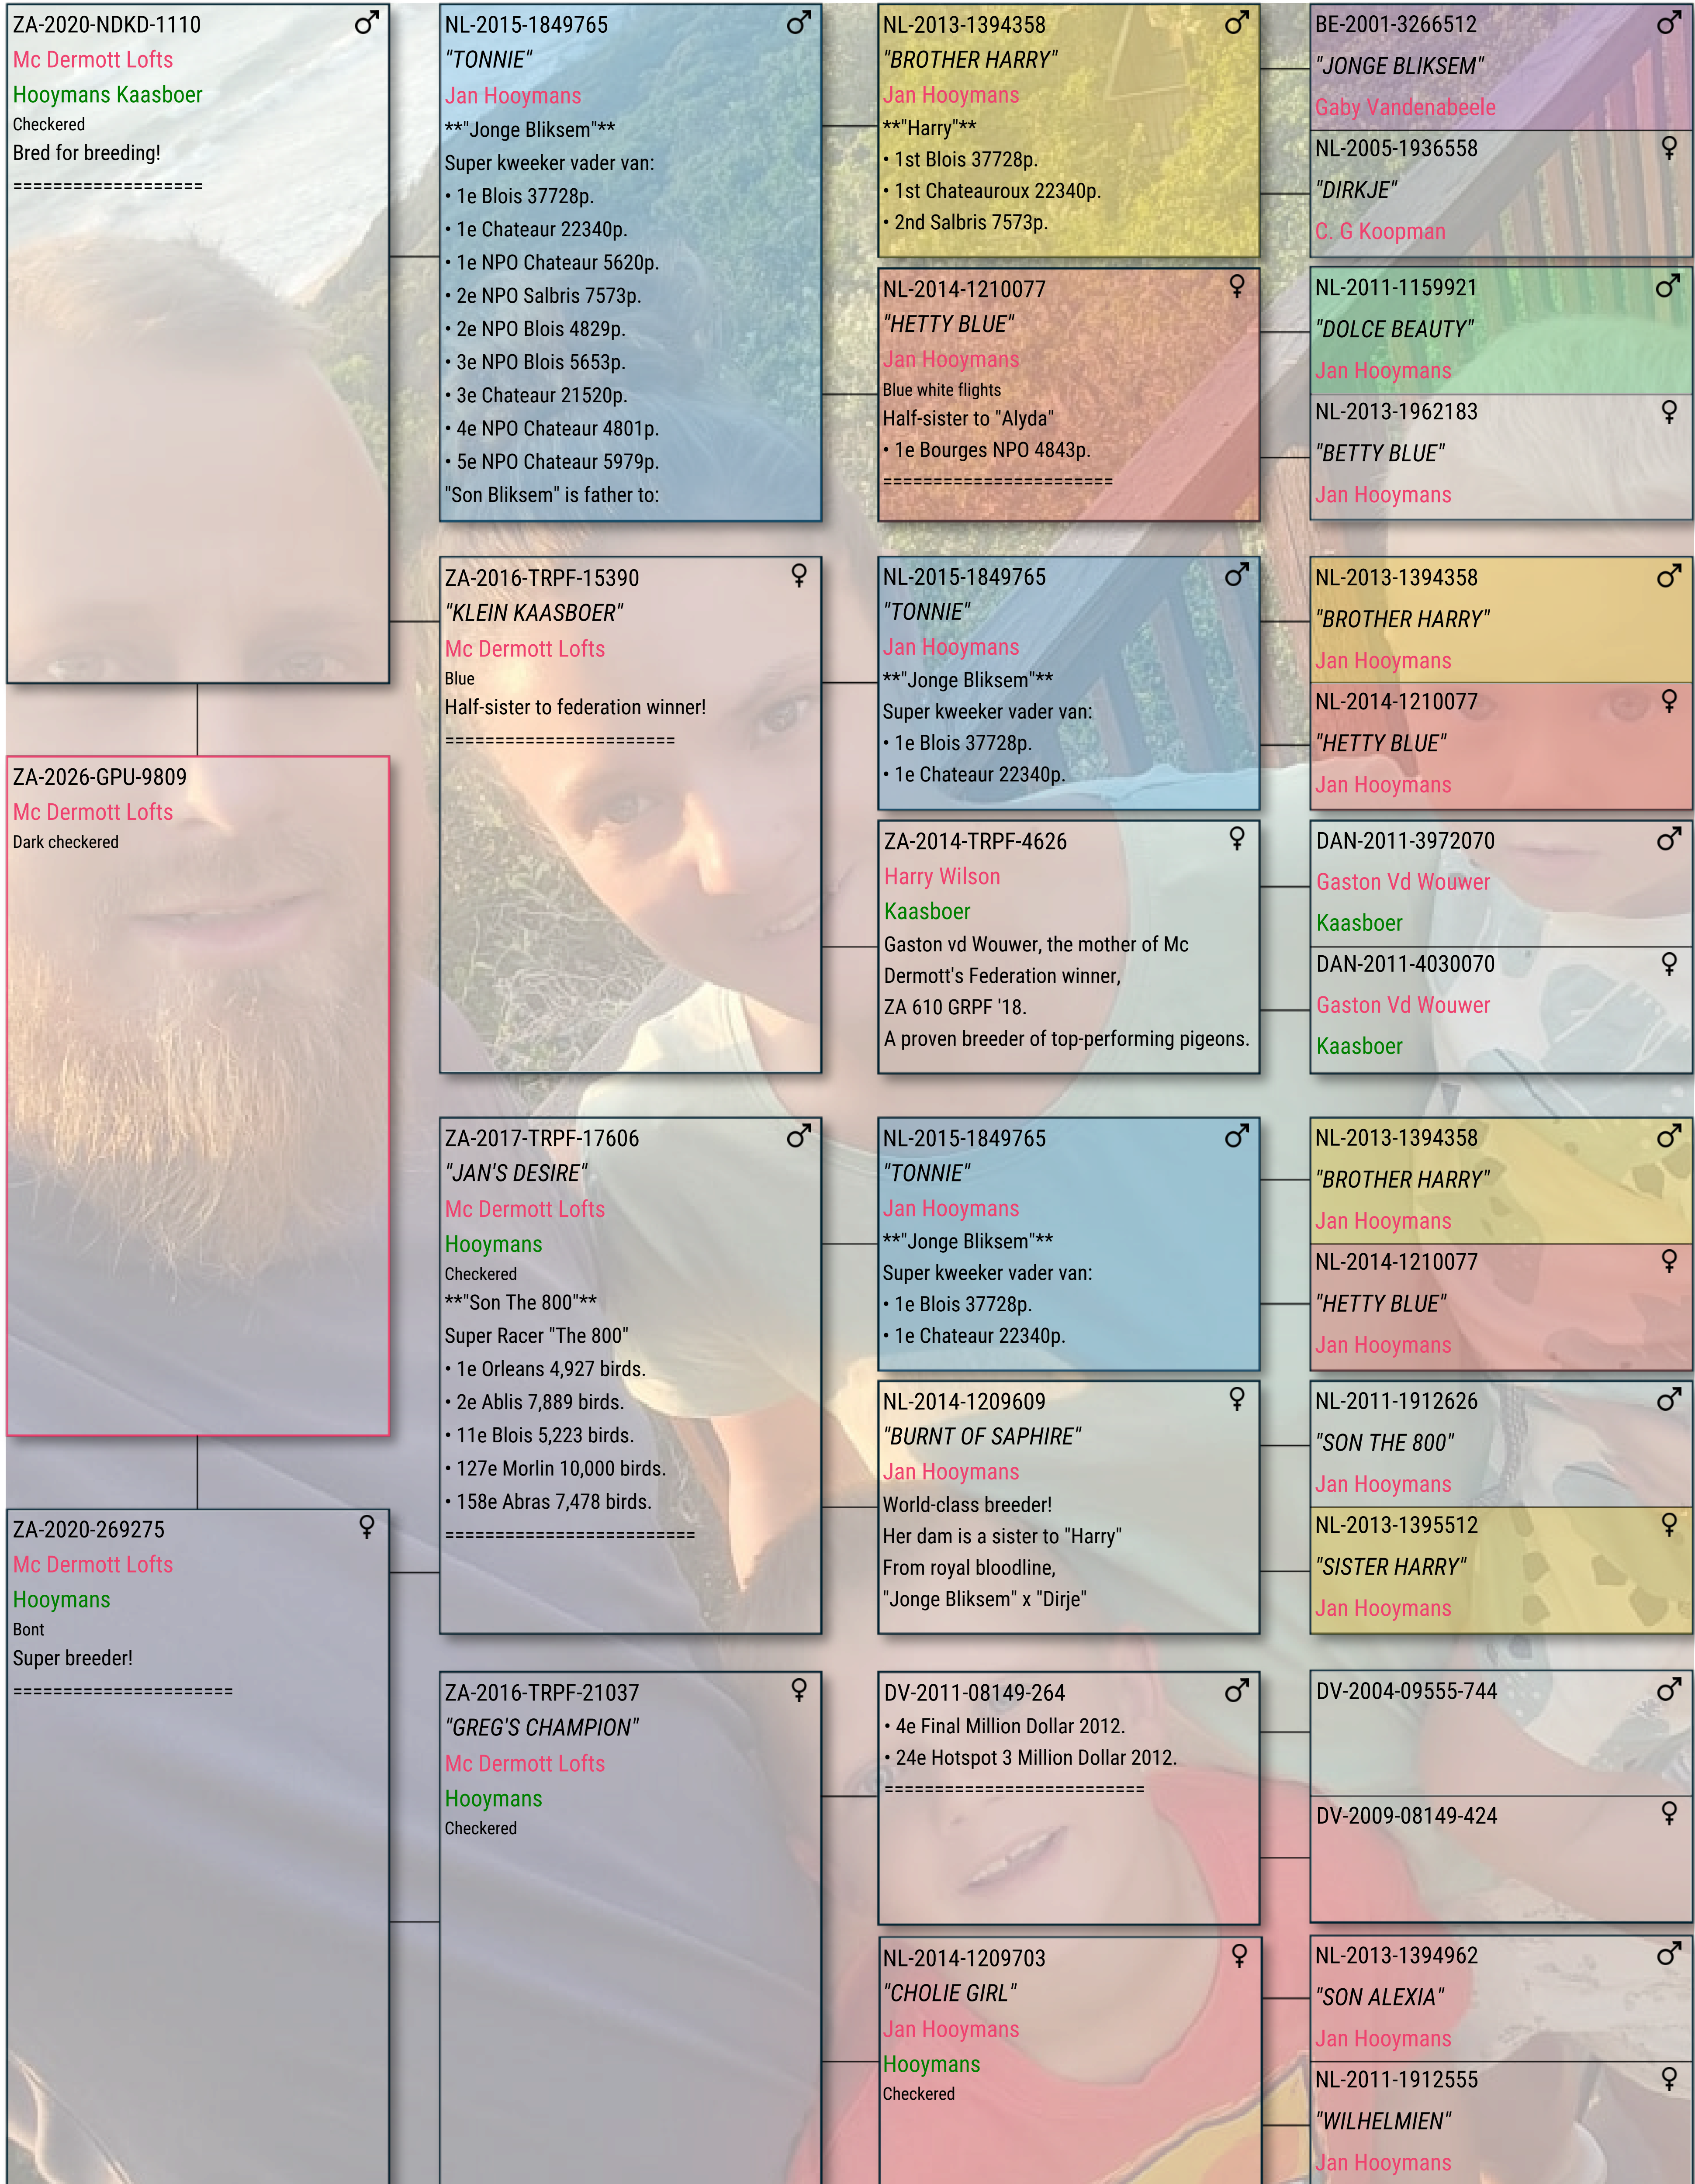 ZA-2020-NDKD-1110 ♂
Mc Dermott Lofts
Hooymans Kaasboer
Checkered
Bred for breeding!
===================
ZA-2026-GPU-9809
Mc Dermott Lofts
Dark checkered
ZA-2020-269275 ♀
Mc Dermott Lofts
Hooymans
Bont
Super breeder!
======================
NL-2015-1849765 ♂
"TONNIE"
Jan Hooymans
**"Jonge Bliksem"**
Super kweeker vader van:
• 1e Blois 37728p.
• 1e Chateaur 22340p.
• 1e NPO Chateaur 5620p.
• 2e NPO Salbris 7573p.
• 2e NPO Blois 4829p.
• 3e NPO Blois 5653p.
• 3e Chateaur 21520p.
• 4e NPO Chateaur 4801p.
• 5e NPO Chateaur 5979p.
"Son Bliksem" is father to:
ZA-2016-TRPF-15390 ♀
"KLEIN KAASBOER"
Mc Dermott Lofts
Blue
Half-sister to federation winner!
=======================
ZA-2017-TRPF-17606 ♂
"JAN'S DESIRE"
Mc Dermott Lofts
Hooymans
Checkered
**"Son The 800"**
Super Racer "The 800"
• 1e Orleans 4,927 birds.
• 2e Ablis 7,889 birds.
• 11e Blois 5,223 birds.
• 127e Morlin 10,000 birds.
• 158e Abras 7,478 birds.
=========================
ZA-2016-TRPF-21037 ♀
"GREG'S CHAMPION"
Mc Dermott Lofts
Hooymans
Checkered
NL-2013-1394358 ♂
"BROTHER HARRY"
Jan Hooymans
**"Harry"**
• 1st Blois 37728p.
• 1st Chateauroux 22340p.
• 2nd Salbris 7573p.
NL-2014-1210077 ♀
"HETTY BLUE"
Jan Hooymans
Blue white flights
Half-sister to "Alyda"
• 1e Bourges NPO 4843p.
=======================
NL-2015-1849765 ♂
"TONNIE"
Jan Hooymans
**"Jonge Bliksem"**
Super kweeker vader van:
• 1e Blois 37728p.
• 1e Chateaur 22340p.
ZA-2014-TRPF-4626 ♀
Harry Wilson
Kaasboer
Gaston vd Wouwer, the mother of Mc
Dermott's Federation winner,
ZA 610 GRPF '18.
A proven breeder of top-performing pigeons.
NL-2015-1849765 ♂
"TONNIE"
Jan Hooymans
**"Jonge Bliksem"**
Super kweeker vader van:
• 1e Blois 37728p.
• 1e Chateaur 22340p.
NL-2014-1209609 ♀
"BURNT OF SAPHIRE"
Jan Hooymans
World-class breeder!
Her dam is a sister to "Harry"
From royal bloodline,
"Jonge Bliksem" x "Dirje"
DV-2011-08149-264 ♂
• 4e Final Million Dollar 2012.
• 24e Hotspot 3 Million Dollar 2012.
==========================
NL-2014-1209703 ♀
"CHOLIE GIRL"
Jan Hooymans
Hooymans
Checkered
BE-2001-3266512 ♂
"JONGE BLIKSEM"
Gaby Vandenabeele
NL-2005-1936558 ♀
"DIRKJE"
C. G Koopman
NL-2011-1159921 ♂
"DOLCE BEAUTY"
Jan Hooymans
NL-2013-1962183 ♀
"BETTY BLUE"
Jan Hooymans
NL-2013-1394358 ♂
"BROTHER HARRY"
Jan Hooymans
NL-2014-1210077 ♀
"HETTY BLUE"
Jan Hooymans
DAN-2011-3972070 ♂
Gaston Vd Wouwer
Kaasboer
DAN-2011-4030070 ♀
Gaston Vd Wouwer
Kaasboer
NL-2013-1394358 ♂
"BROTHER HARRY"
Jan Hooymans
NL-2014-1210077 ♀
"HETTY BLUE"
Jan Hooymans
NL-2011-1912626 ♂
"SON THE 800"
Jan Hooymans
NL-2013-1395512 ♀
"SISTER HARRY"
Jan Hooymans
DV-2004-09555-744 ♂
DV-2009-08149-424 ♀
NL-2013-1394962 ♂
"SON ALEXIA"
Jan Hooymans
NL-2011-1912555 ♀
"WILHELMIEN"
Jan Hooymans